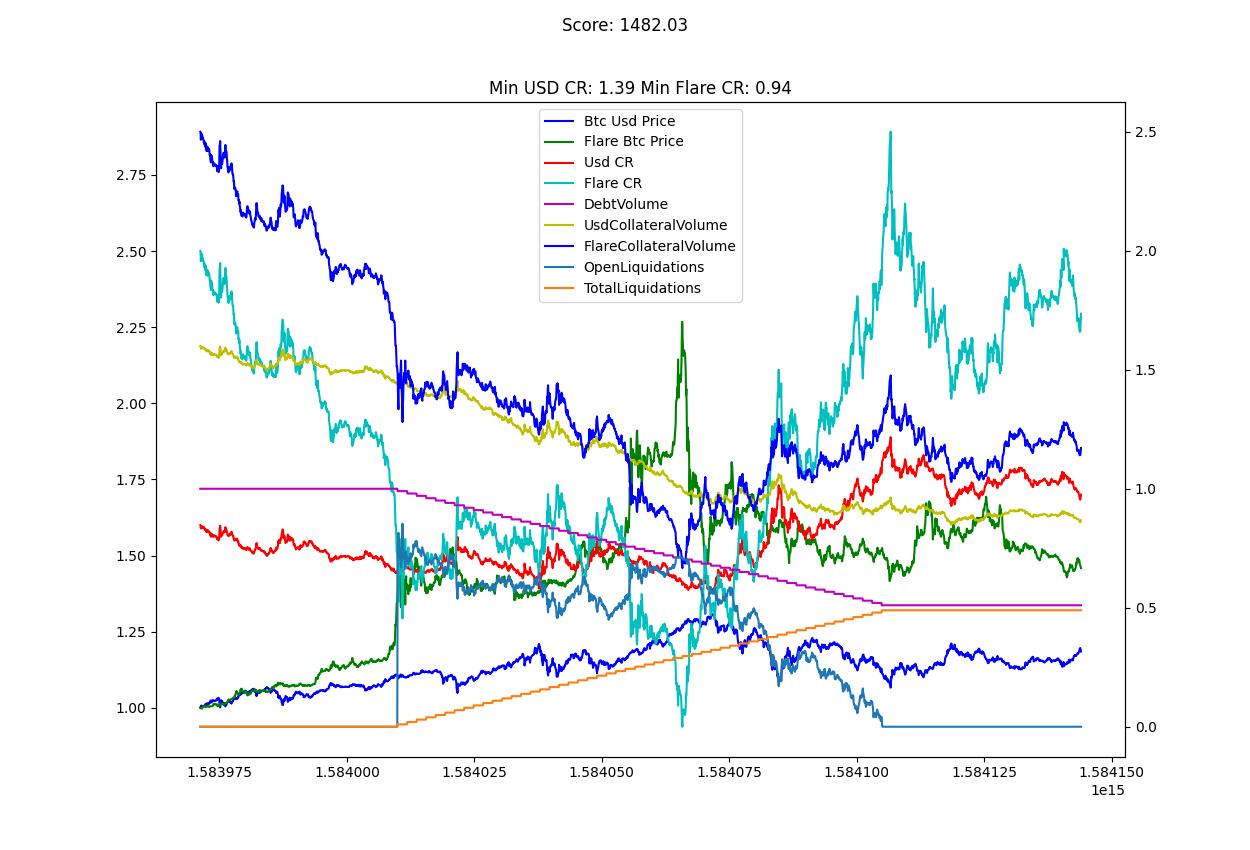 Score: 1482.03
Min USD CR: 1.39 Min Flare CR: 0.94
Btc Usd Price
Flare Btc Price
Usd CR
Flare CR
DebtVolume
UsdCollateralVolume
FlareCollateralVolume
OpenLiquidations
TotalLiquidations
2.75
2.50
2.25
2.00
1.75
1.50
1.25
1.00
2.5
2.0
1.5
1.0
0.5
0.0
1.583975 1.584000 1.584025 1.584050 1.584075 1.584100 1.584125 1.584150
1e15